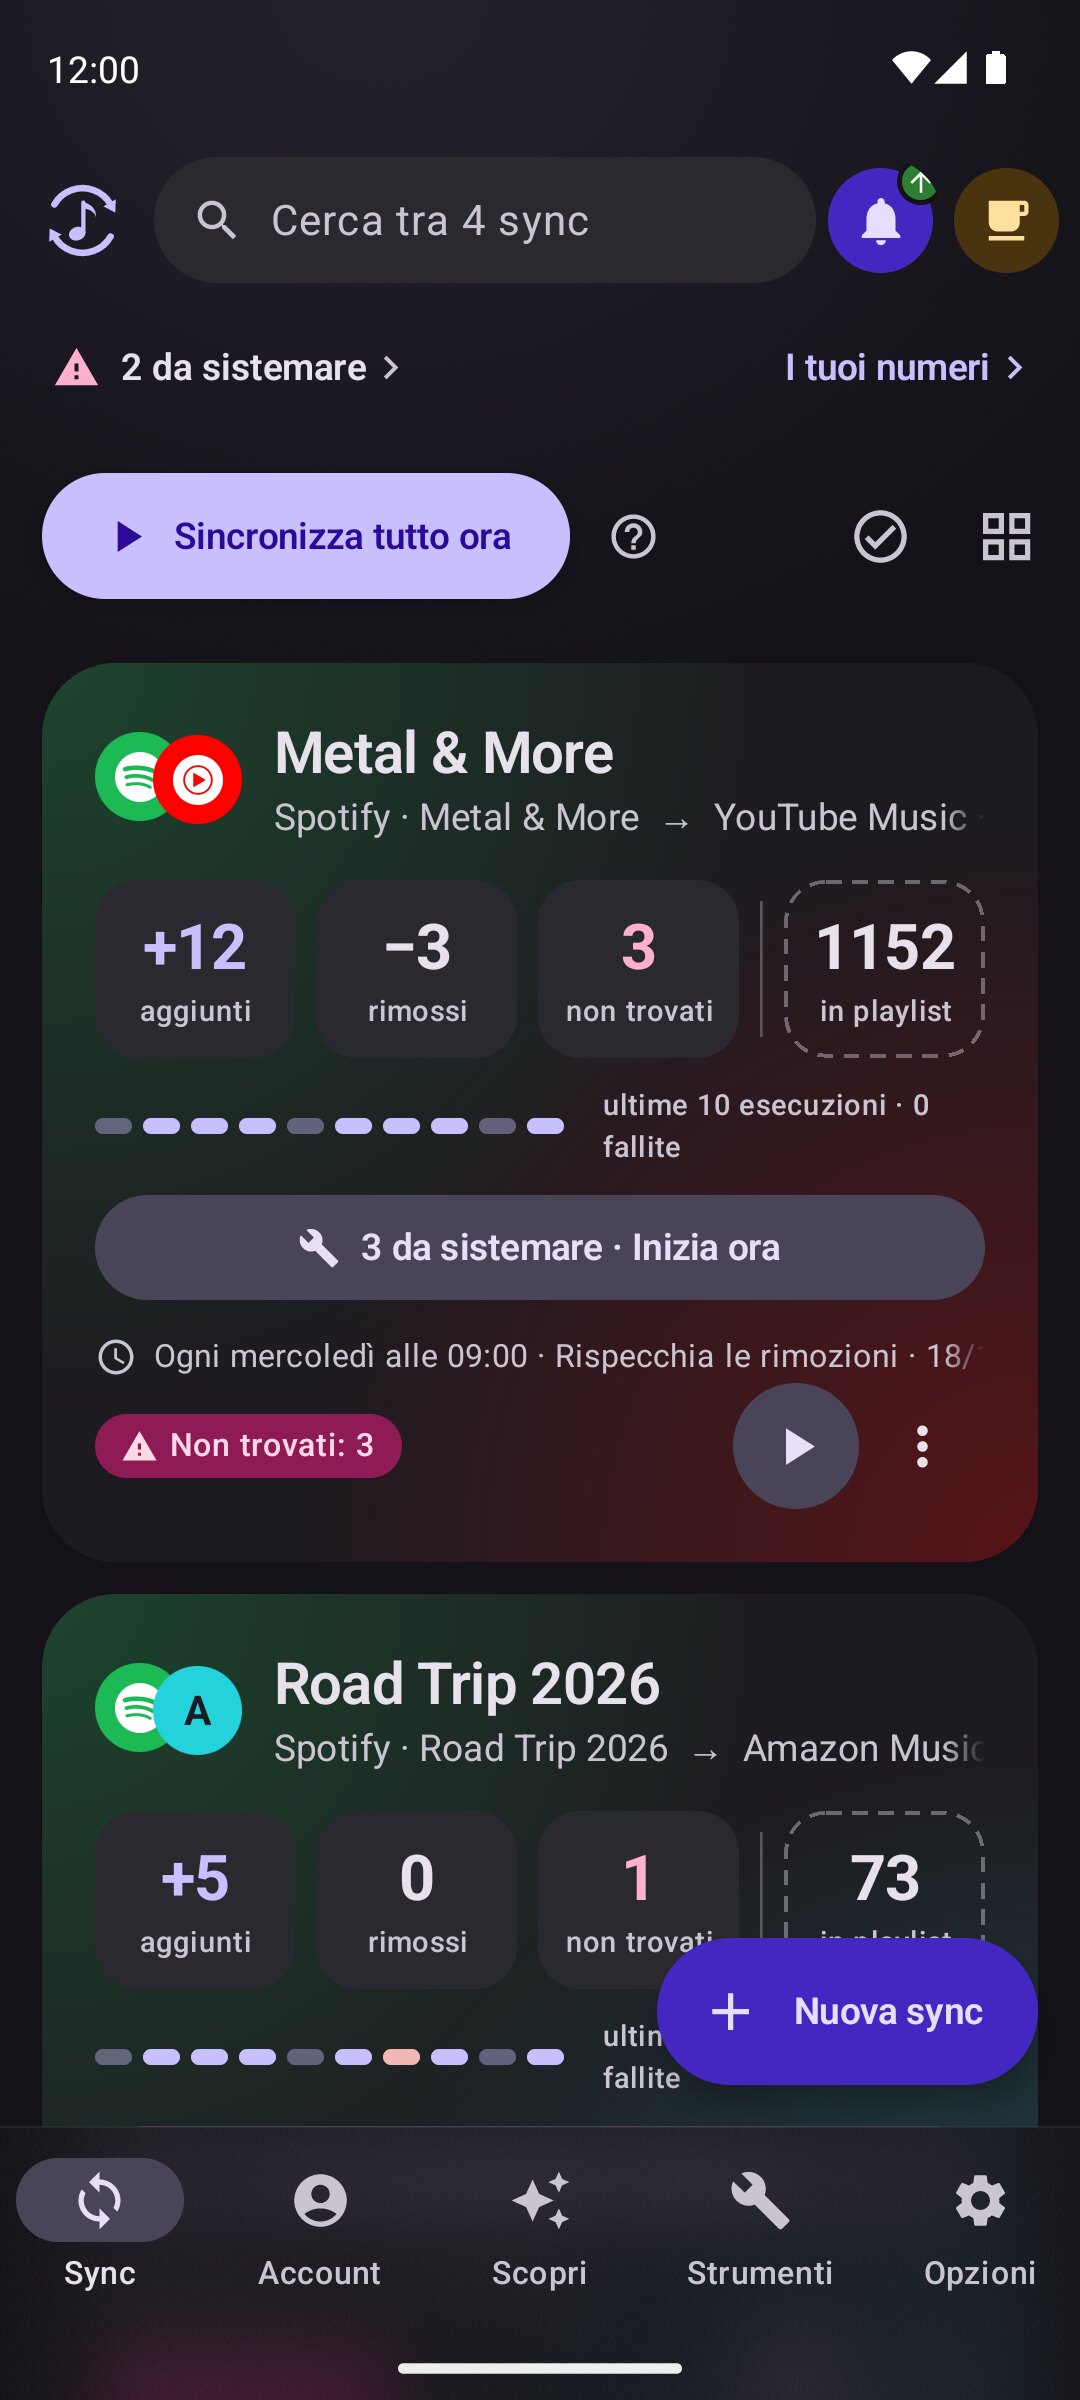 12:00
Cerca tra 4 sync
2 da sistemare
I tuoi numeri
Sincronizza tutto ora
Metal & More
Spotify · Metal & More → YouTube Music
+12
aggiunti
−3
rimossi
3
non trovati
1152
in playlist
ultime 10 esecuzioni · 0
fallite
3 da sistemare · Inizia ora
Ogni mercoledì alle 09:00 · Rispecchia le rimozioni · 18/
Non trovati: 3
Road Trip 2026
A
Spotify · Road Trip 2026 → Amazon Music
+5
aggiunti
0
rimossi
1
non trovati
73
in playlist
fallite
Nuova sync
Sync
Account
Scopri
Strumenti
Opzioni